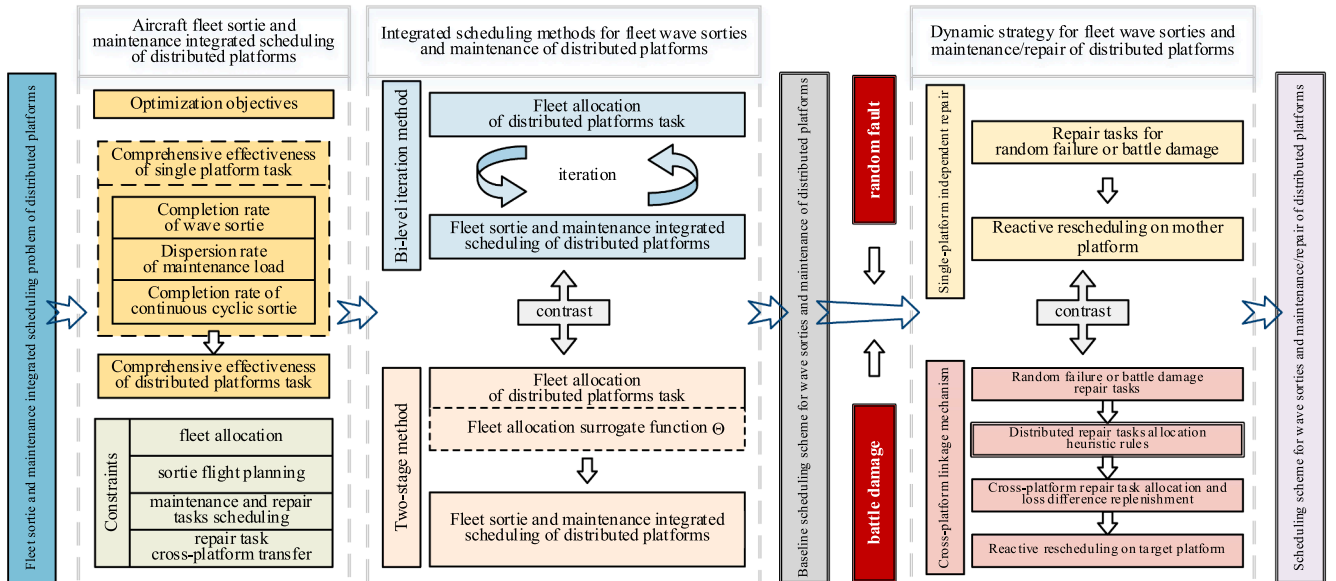 Fleet sortie and maintenance integrated scheduling problem of distributed platforms
Aircraft fleet sortie and
maintenance integrated scheduling
of distributed platforms
Optimization objectives
Comprehensive effectiveness
of single platform task
Completion rate
of wave sortie
Dispersion rate
of maintenance load
Completion rate of
continuous cyclic sortie
Comprehensive effectiveness
of distributed platforms task
Constraints
fleet allocation
sortie flight planning
maintenance and repair
tasks scheduling
repair task
cross-platform transfer
Integrated scheduling methods for fleet wave sorties
and maintenance of distributed platforms
Bi-level iteration method
Fleet allocation
of distributed platforms task
iteration
Fleet sortie and maintenance integrated
scheduling of distributed platforms
contrast
Two-stage method
Fleet allocation
of distributed platforms task
Fleet allocation surrogate function Θ
Fleet sortie and maintenance integrated
scheduling of distributed platforms
Baseline scheduling scheme for wave sorties and maintenance of distributed platforms
random fault
battle damage
Dynamic strategy for fleet wave sorties and
maintenance/repair of distributed platforms
Single-platform independent repair
Repair tasks for
random failure or battle damage
Reactive rescheduling on mother
platform
contrast
Cross-platform linkage mechanism
Random failure or battle damage
repair tasks
Distributed repair tasks allocation
heuristic rules
Cross-platform repair task allocation and
loss difference replenishment
Reactive rescheduling on target platform
Scheduling scheme for wave sorties and maintenance/repair of distributed platforms